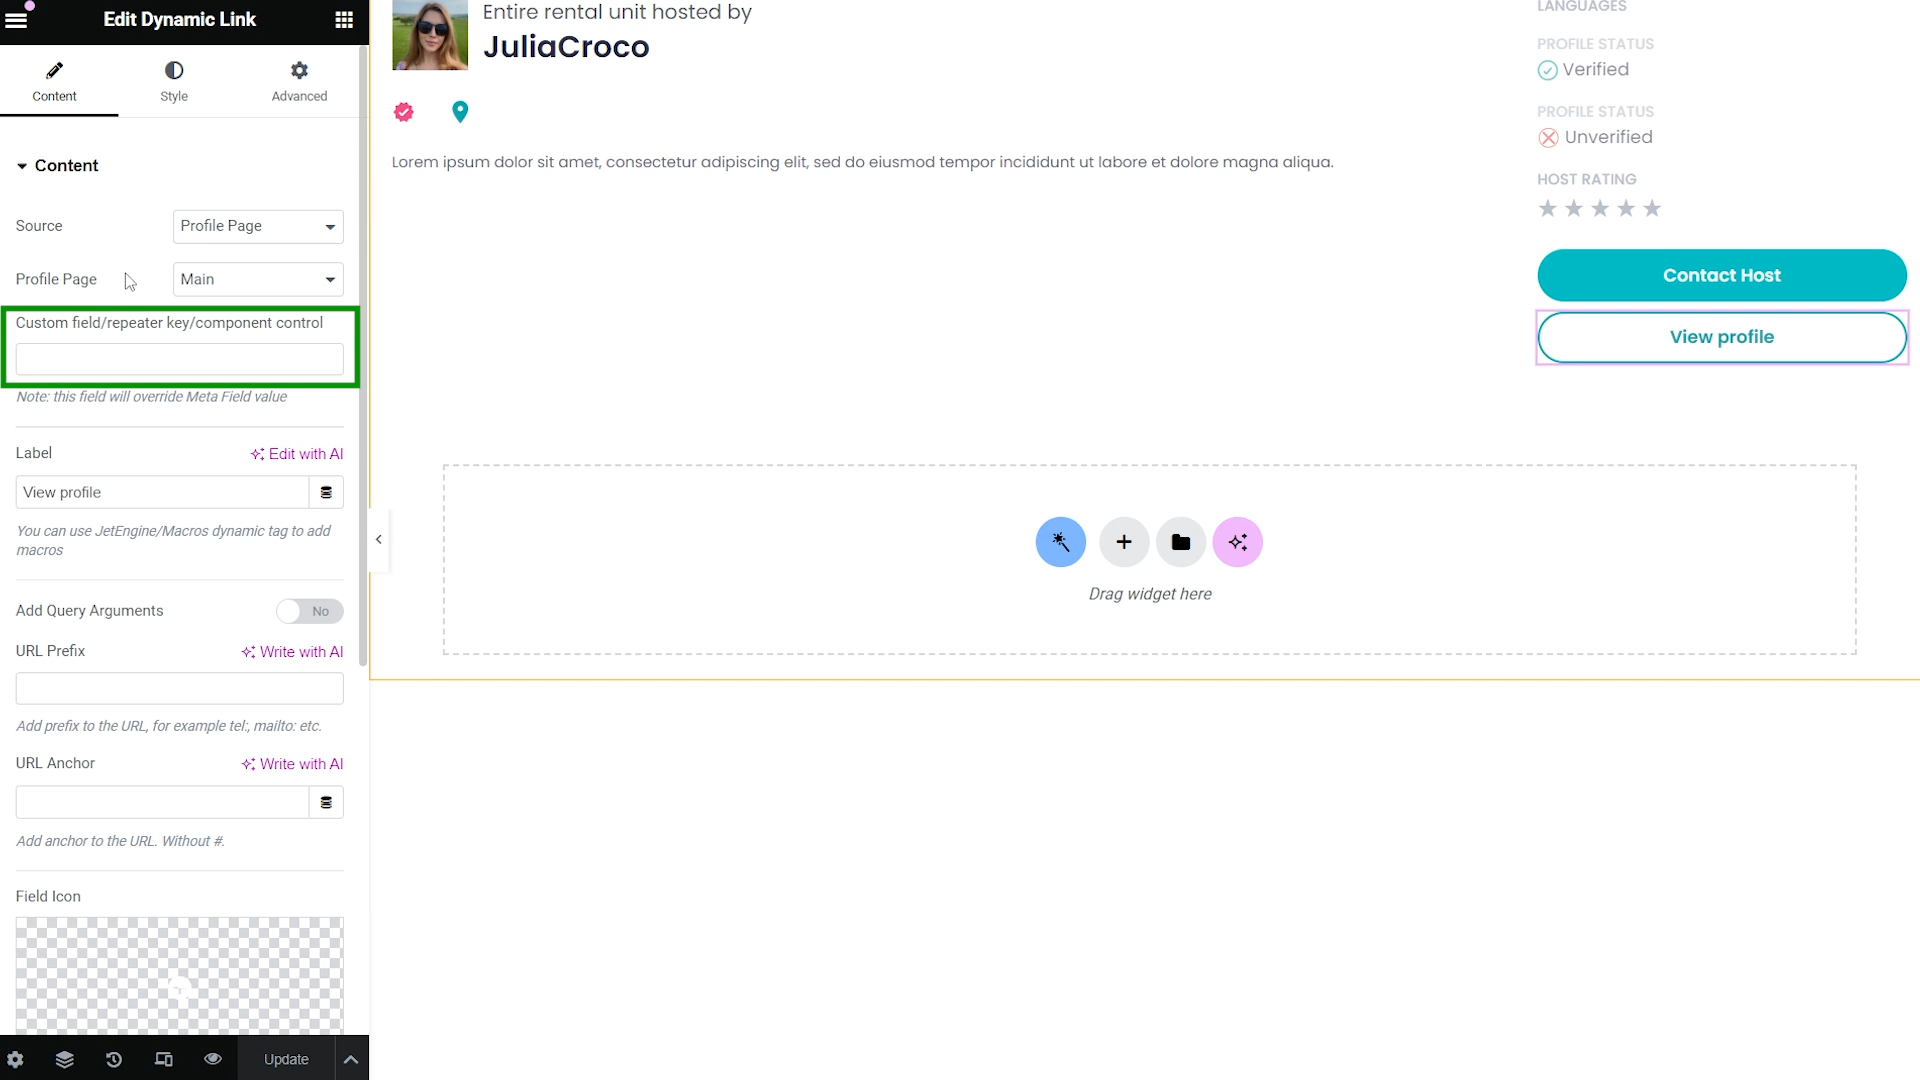 Edit Dynamic Link
Content
Style
Advanced
Content
Source
Profile Page
Profile Page
Main
Custom field/repeater key/component control
Note: this field will override Meta Field value
Label
Edit with AI
View profile
You can use JetEngine/Macros dynamic tag to add
macros
Add Query Arguments
No
URL Prefix
Write with AI
Add prefix to the URL, for example tel:, mailto: etc.
URL Anchor
Write with AI
Add anchor to the URL. Without #.
Field Icon
Update
Entire rental unit hosted by
JuliaCroco
Lorem ipsum dolor sit amet, consectetur adipiscing elit, sed do eiusmod tempor incididunt ut labore et dolore magna aliqua.
LANGUAGES
PROFILE STATUS
Verified
PROFILE STATUS
Unverified
HOST RATING
Contact Host
View profile
Drag widget here